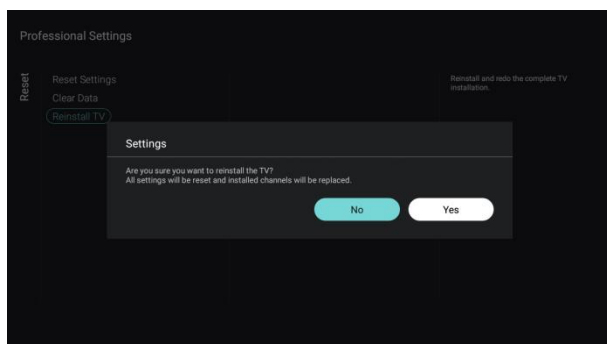 Professional Settings
Reset
Reset Settings
Clear Data
Reinstall TV
Reinstall and redo the complete TV
installation.
Settings
Are you sure you want to reinstall the TV?
All settings will be reset and installed channels will be replaced.
No
Yes